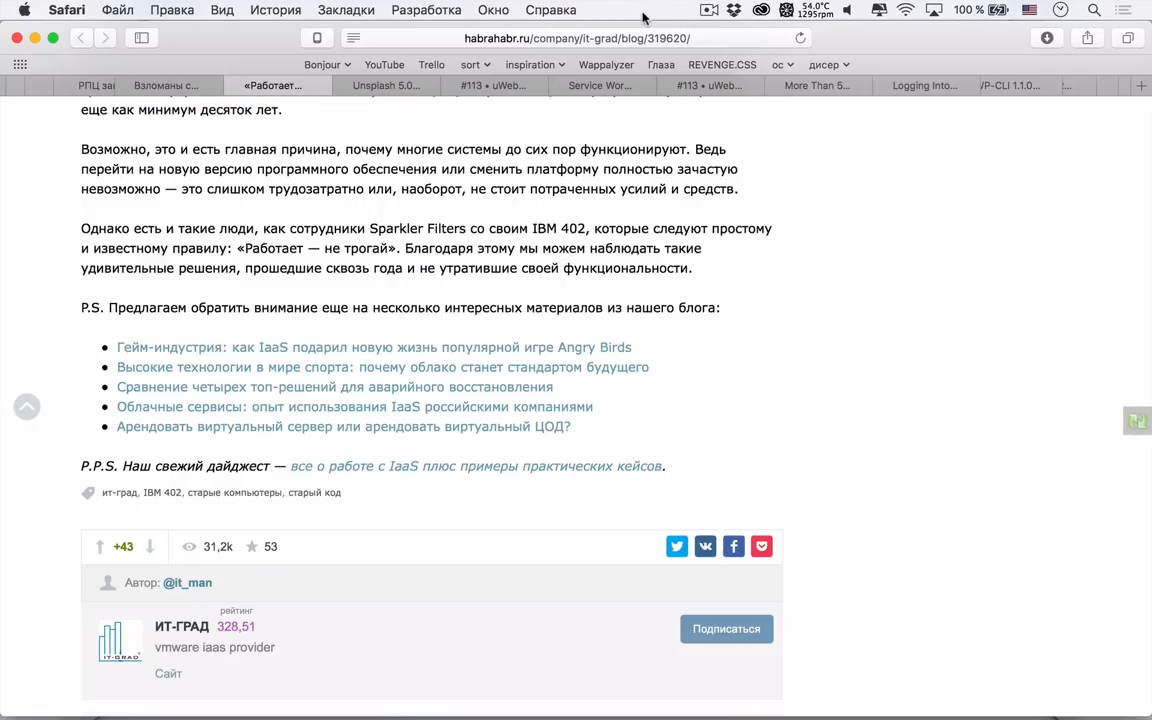 Safari Файл Правка Вид История Закладки Разработка Окно Справка 54.0°C 1295rpm 100 %
habrahabr.ru/company/it-grad/blog/319620/
Bonjour YouTube Trello sort inspiration Wappalyzer Глаза REVENGE.CSS ос дисер
РПЦ за Взломаны с... «Работает... Unsplash 5.0... #113 • uWeb... Service Wor... #113 • uWeb... More Than 5... Logging Into... VP-CLI 1.1.0...
еще как минимум десяток лет.
Возможно, это и есть главная причина, почему многие системы до сих пор функционируют. Ведь
перейти на новую версию программного обеспечения или сменить платформу полностью зачастую
невозможно — это слишком трудозатратно или, наоборот, не стоит потраченных усилий и средств.
Однако есть и такие люди, как сотрудники Sparkler Filters со своим IBM 402, которые следуют простому
и известному правилу: «Работает — не трогай». Благодаря этому мы можем наблюдать такие
удивительные решения, прошедшие сквозь года и не утратившие своей функциональности.
P.S. Предлагаем обратить внимание еще на несколько интересных материалов из нашего блога:
Гейм-индустрия: как IaaS подарил новую жизнь популярной игре Angry Birds
Высокие технологии в мире спорта: почему облако станет стандартом будущего
Сравнение четырех топ-решений для аварийного восстановления
Облачные сервисы: опыт использования IaaS российскими компаниями
Арендовать виртуальный сервер или арендовать виртуальный ЦОД?
P.P.S. Наш свежий дайджест — все о работе с IaaS плюс примеры практических кейсов.
ит-град, IBM 402, старые компьютеры, старый код
+43 31,2k 53
Автор: @it_man
рейтинг
ИТ-ГРАД 328,51
vmware iaas provider
Подписаться
IT-GRAD
Сайт